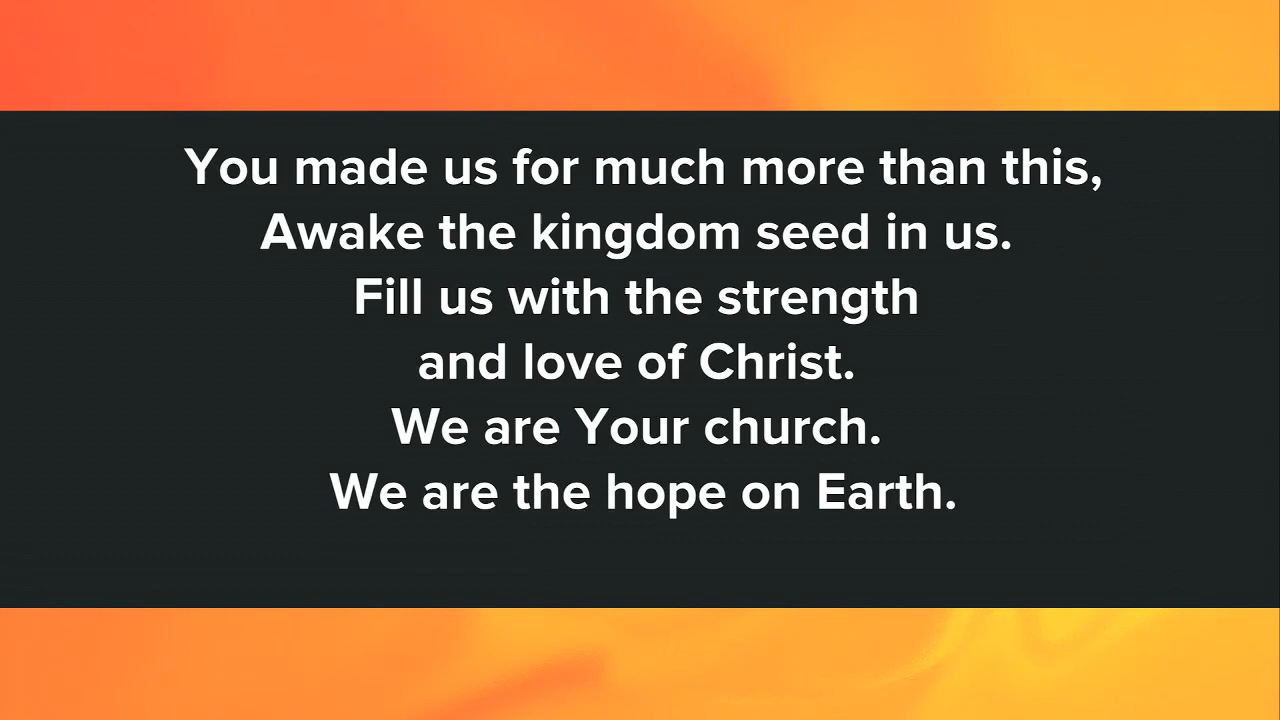 You made us for much more than this,
Awake the kingdom seed in us.
Fill us with the strength
and love of Christ.
We are Your church.
We are the hope on Earth.